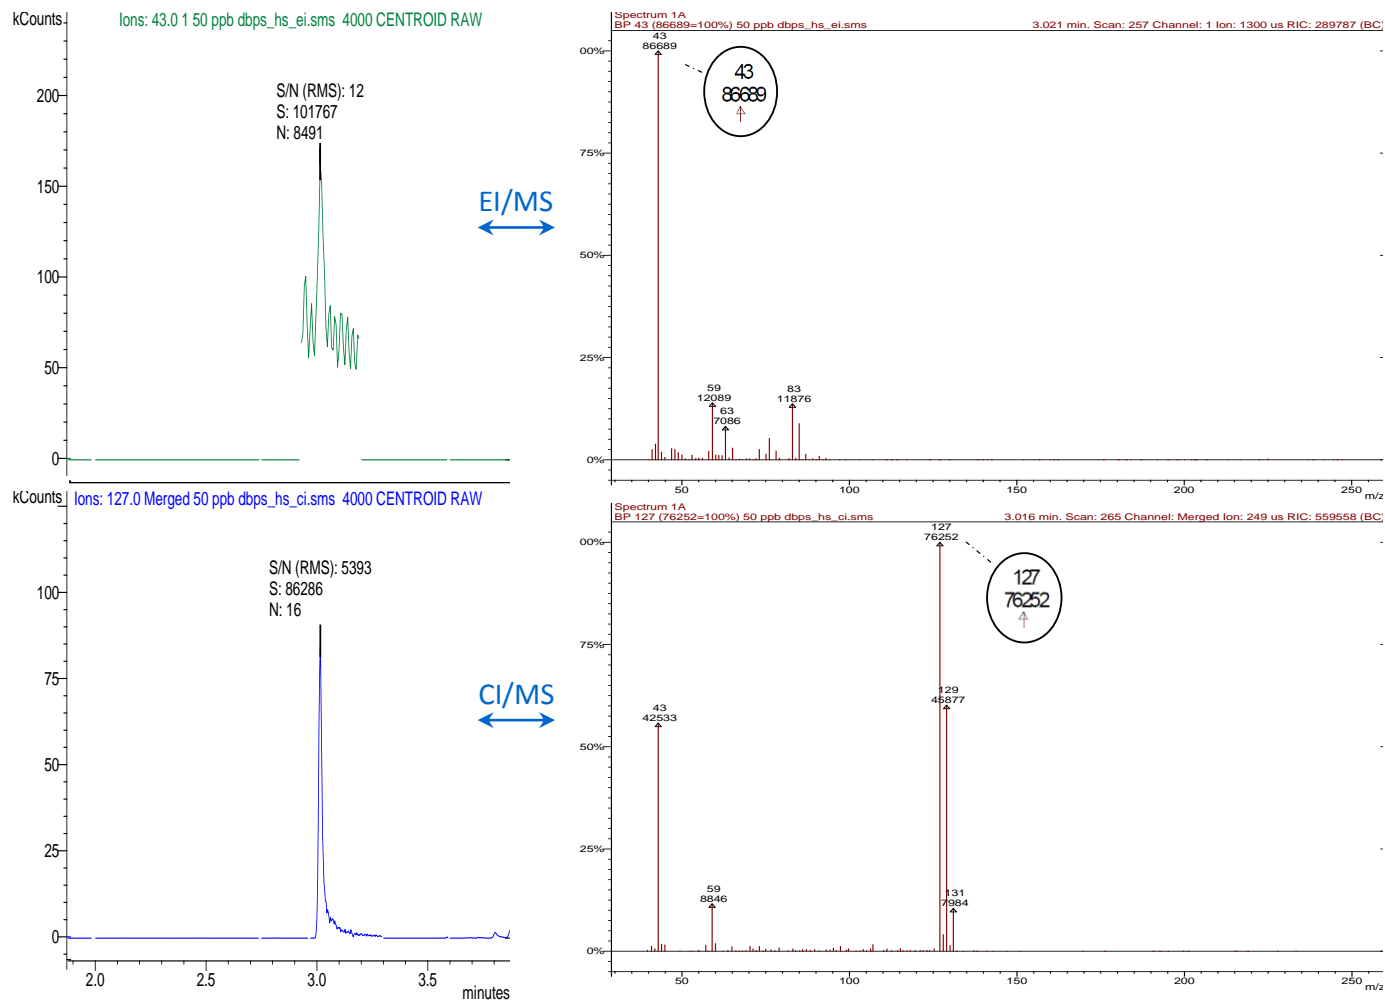 kCounts
Ions: 43.0 1 50 ppb dbps_hs_ei.sms 4000 CENTROID RAW
S/N (RMS): 12
S: 101767
N: 8491
200
150
100
50
0
EI/MS
Spectrum 1A
BP 43 (86689=100%) 50 ppb dbps_hs_ei.sms
3.021 min. Scan: 257 Channel: 1 Ion: 1300 us RIC: 289787 (BC)
00%
75%
50%
25%
0%
43
86689
43
86689
59
12089
63
7086
83
11876
50
100
150
200
250
m/z
kCounts
Ions: 127.0 Merged 50 ppb dbps_hs_ci.sms 4000 CENTROID RAW
S/N (RMS): 5393
S: 86286
N: 16
100
75
50
25
0
2.0
2.5
3.0
3.5
minutes
CI/MS
Spectrum 1A
BP 127 (76252=100%) 50 ppb dbps_hs_ci.sms
3.016 min. Scan: 265 Channel: Merged Ion: 249 us RIC: 559558 (BC)
00%
75%
50%
25%
0%
43
42533
59
8846
127
76252
127
76252
129
45877
131
7984
50
100
150
200
250
m/z